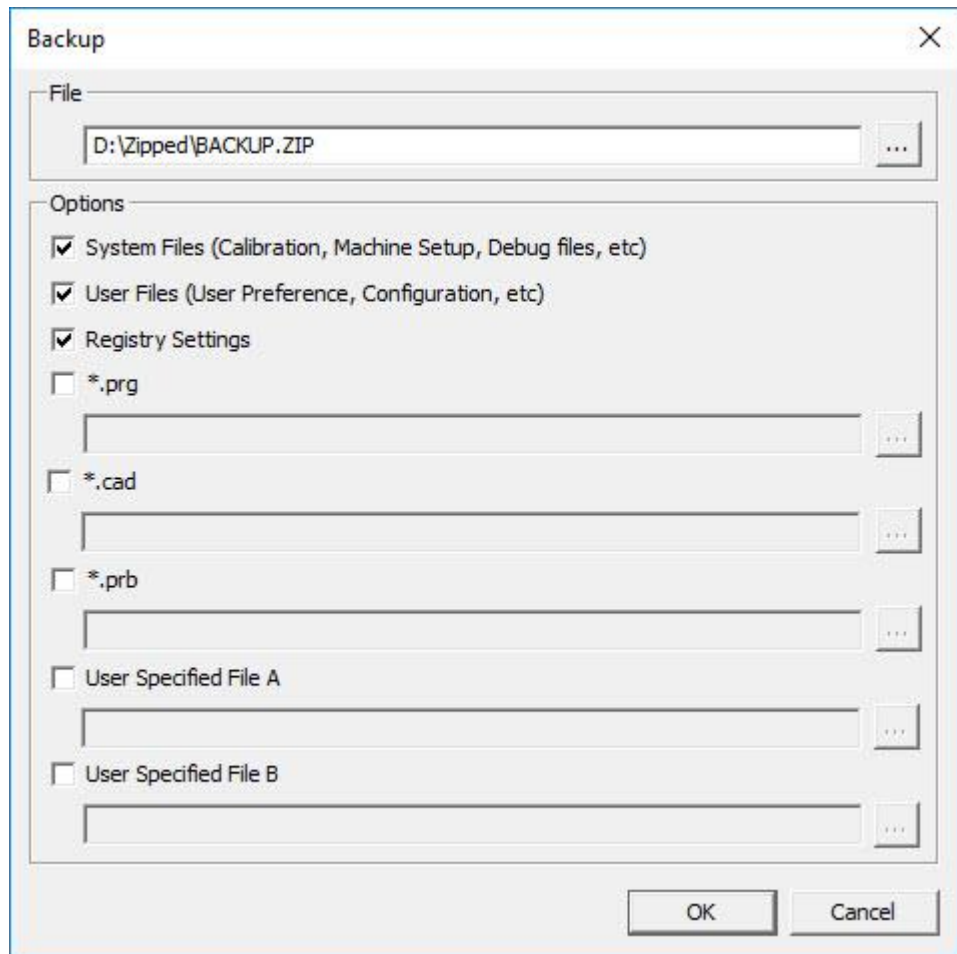 Backup
File
D:\Zipped\BACKUP.ZIP
...
Options
System Files (Calibration, Machine Setup, Debug files, etc)
User Files (User Preference, Configuration, etc)
Registry Settings
*.prg
...
*.cad
...
*.prb
...
User Specified File A
...
User Specified File B
...
OK Cancel